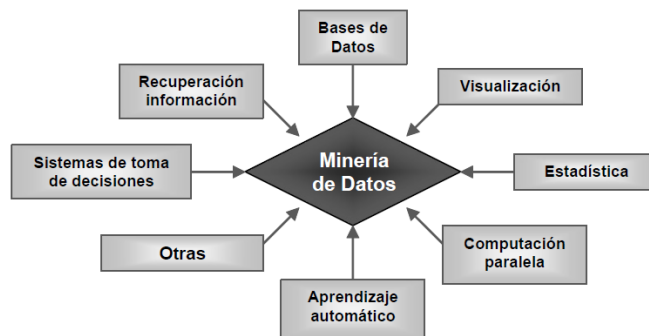 Bases de
Datos
Recuperación
información
Visualización
Sistemas de toma
de decisiones
Minería
de Datos
Estadística
Otras
Computación
paralela
Aprendizaje
automático